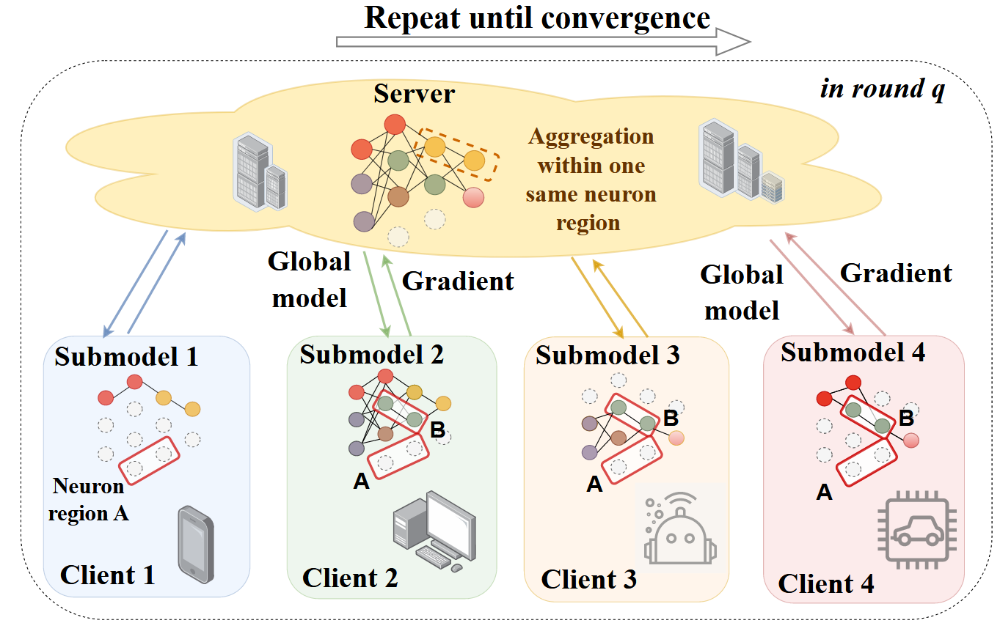 Repeat until convergence
in round q
Server
Aggregation
within one
same neuron
region
Global
model
Gradient
Global
model
Gradient
Submodel 1
Neuron
region A
Client 1
Submodel 2
B
A
Client 2
Submodel 3
B
A
Client 3
Submodel 4
B
A
Client 4